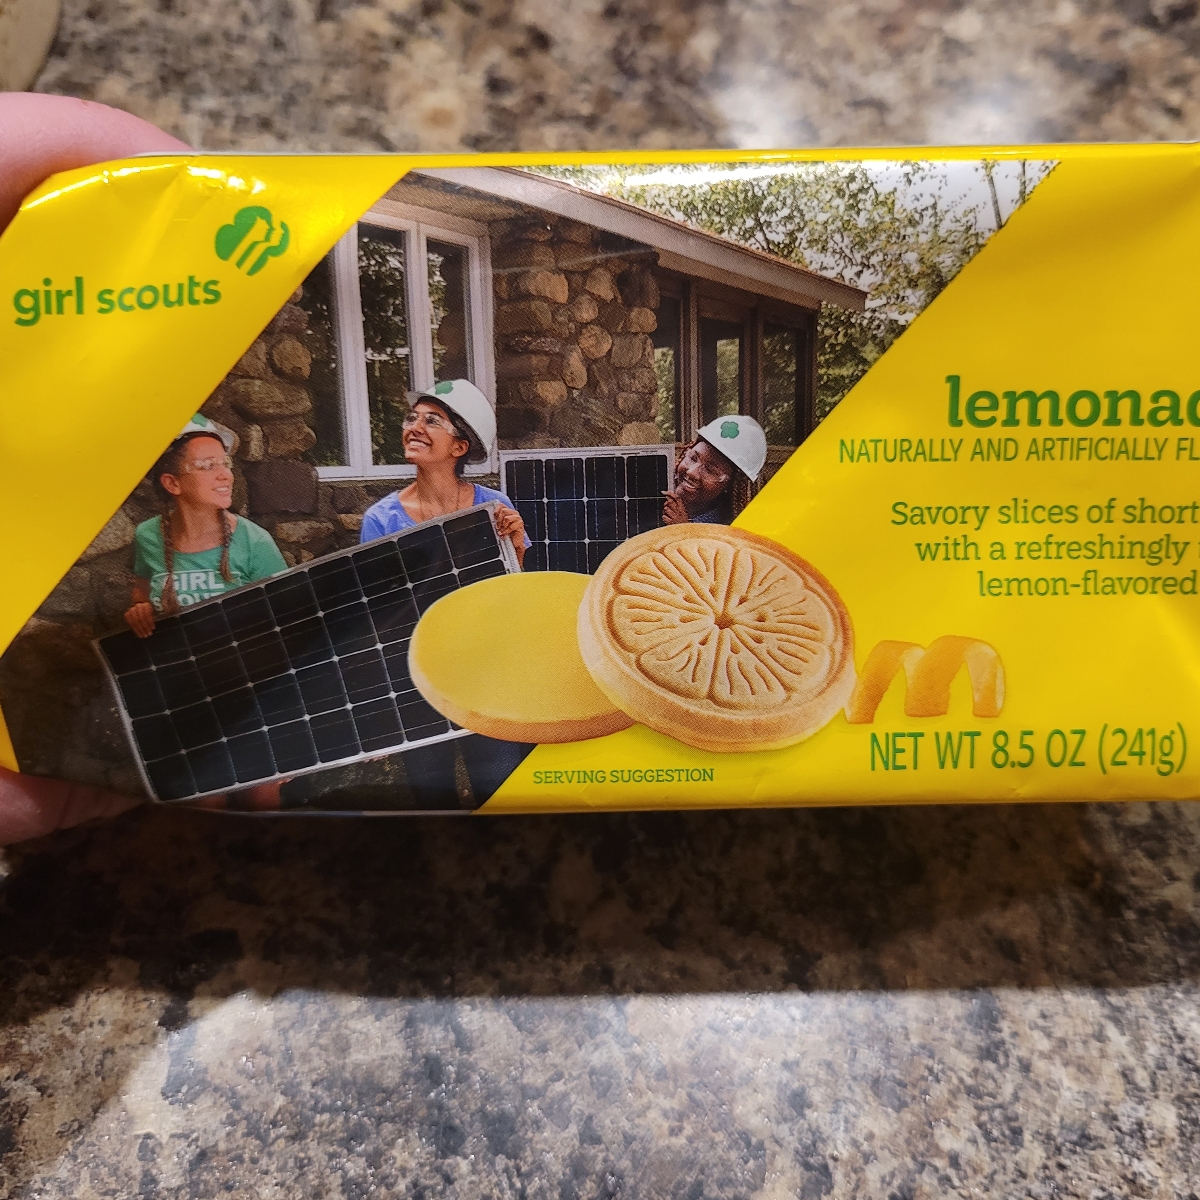 girl scouts
lemonad
NATURALLY AND ARTIFICIALLY FL
Savory slices of short
with a refreshingly
lemon-flavored
GIRL
SCOUT
NET WT 8.5 OZ (241g)
SERVING SUGGESTION